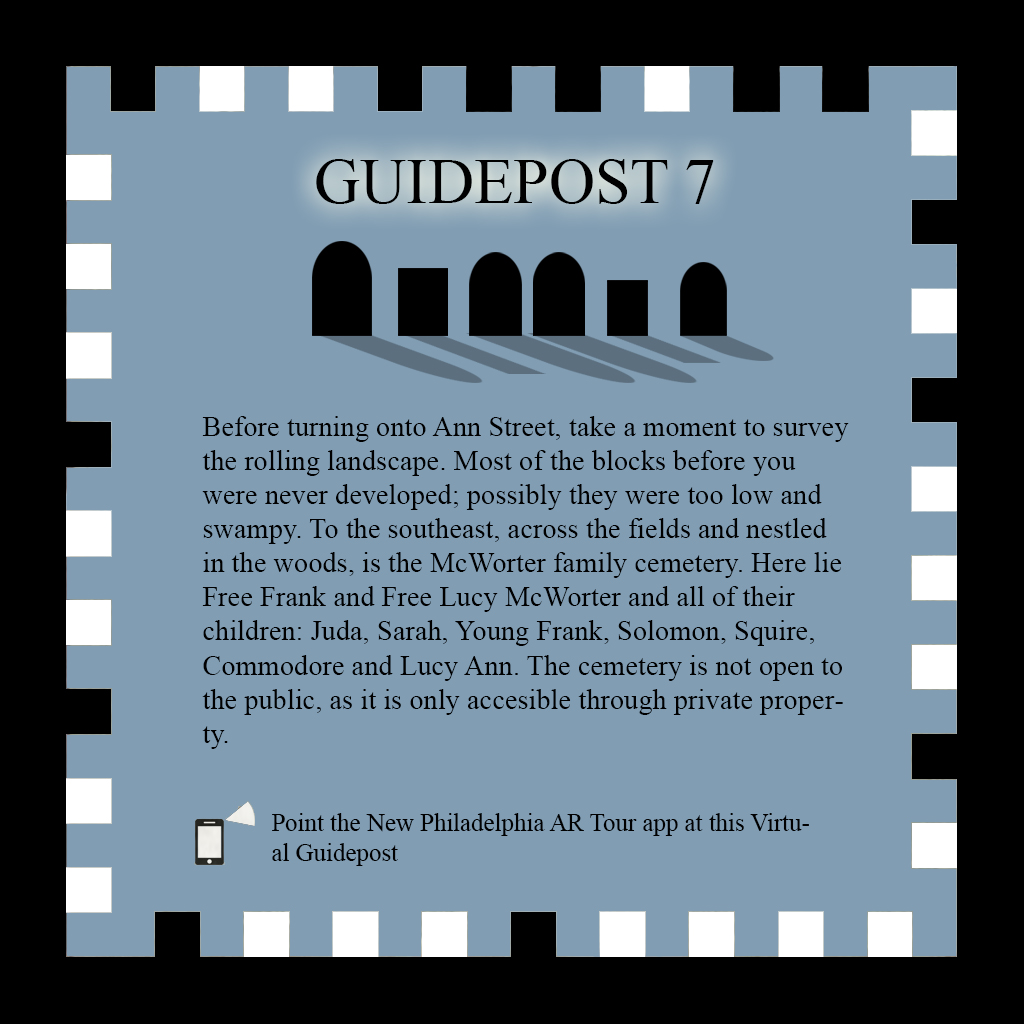 GUIDEPOST 7
Before turning onto Ann Street, take a moment to survey
the rolling landscape. Most of the blocks before you
were never developed; possibly they were too low and
swampy. To the southeast, across the fields and nestled
in the woods, is the McWorter family cemetery. Here lie
Free Frank and Free Lucy McWorter and all of their
children: Juda, Sarah, Young Frank, Solomon, Squire,
Commodore and Lucy Ann. The cemetery is not open to
the public, as it is only accesible through private proper-
ty.
Point the New Philadelphia AR Tour app at this Virtu-
al Guidepost